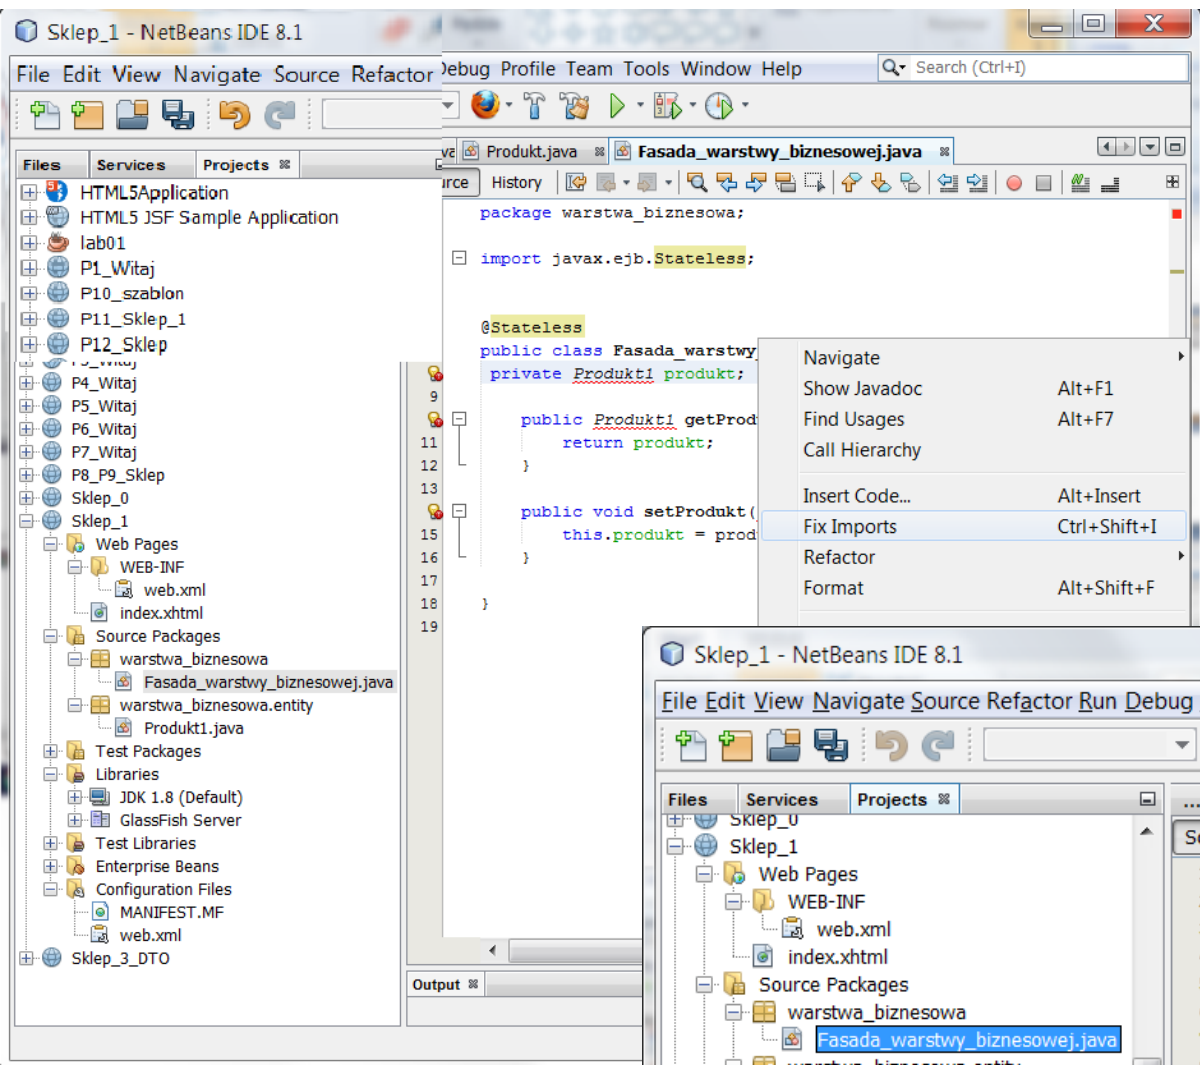 Sklep_1 - NetBeans IDE 8.1
File Edit View Navigate Source Refactor Debug Profile Team Tools Window Help
Search (Ctrl+I)
Files Services Projects
Produkt.java Fasada_warstwy_biznesowej.java
History
HTML5Application
HTML5 JSF Sample Application
lab01
P1_Witaj
P10_szablon
P11_Sklep_1
P12_Sklep
P4_Witaj
P5_Witaj
P6_Witaj
P7_Witaj
P8_P9_Sklep
Sklep_0
Sklep_1
Web Pages
WEB-INF
web.xml
index.xhtml
Source Packages
warstwa_biznesowa
Fasada_warstwy_biznesowej.java
warstwa_biznesowa.entity
Produkt1.java
Test Packages
Libraries
JDK 1.8 (Default)
GlassFish Server
Test Libraries
Enterprise Beans
Configuration Files
MANIFEST.MF
web.xml
Sklep_3_DTO
package warstwa_biznesowa;
import javax.ejb.Stateless;
@Stateless
public class Fasada_warstwy_
private Produkt1 produkt;
9
public Produkt1 getProd
11 return produkt;
12 }
13
public void setProdukt(
15 this.produkt = prod
16 }
17
18 }
19
Navigate
Show Javadoc Alt+F1
Find Usages Alt+F7
Call Hierarchy
Insert Code... Alt+Insert
Fix Imports Ctrl+Shift+I
Refactor
Format Alt+Shift+F
Output
Sklep_1 - NetBeans IDE 8.1
File Edit View Navigate Source Refactor Run Debug
Files Services Projects ...
Sklep_0
Sklep_1
Web Pages
WEB-INF
web.xml
index.xhtml
Source Packages
warstwa_biznesowa
Fasada_warstwy_biznesowej.java
warstwa_biznesowa.entity